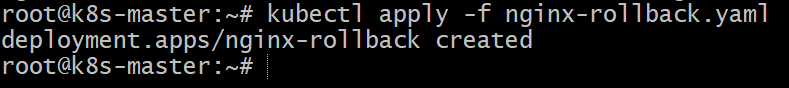 root@k8s-master:~# kubectl apply -f nginx-rollback.yaml
deployment.apps/nginx-rollback created
root@k8s-master:~#